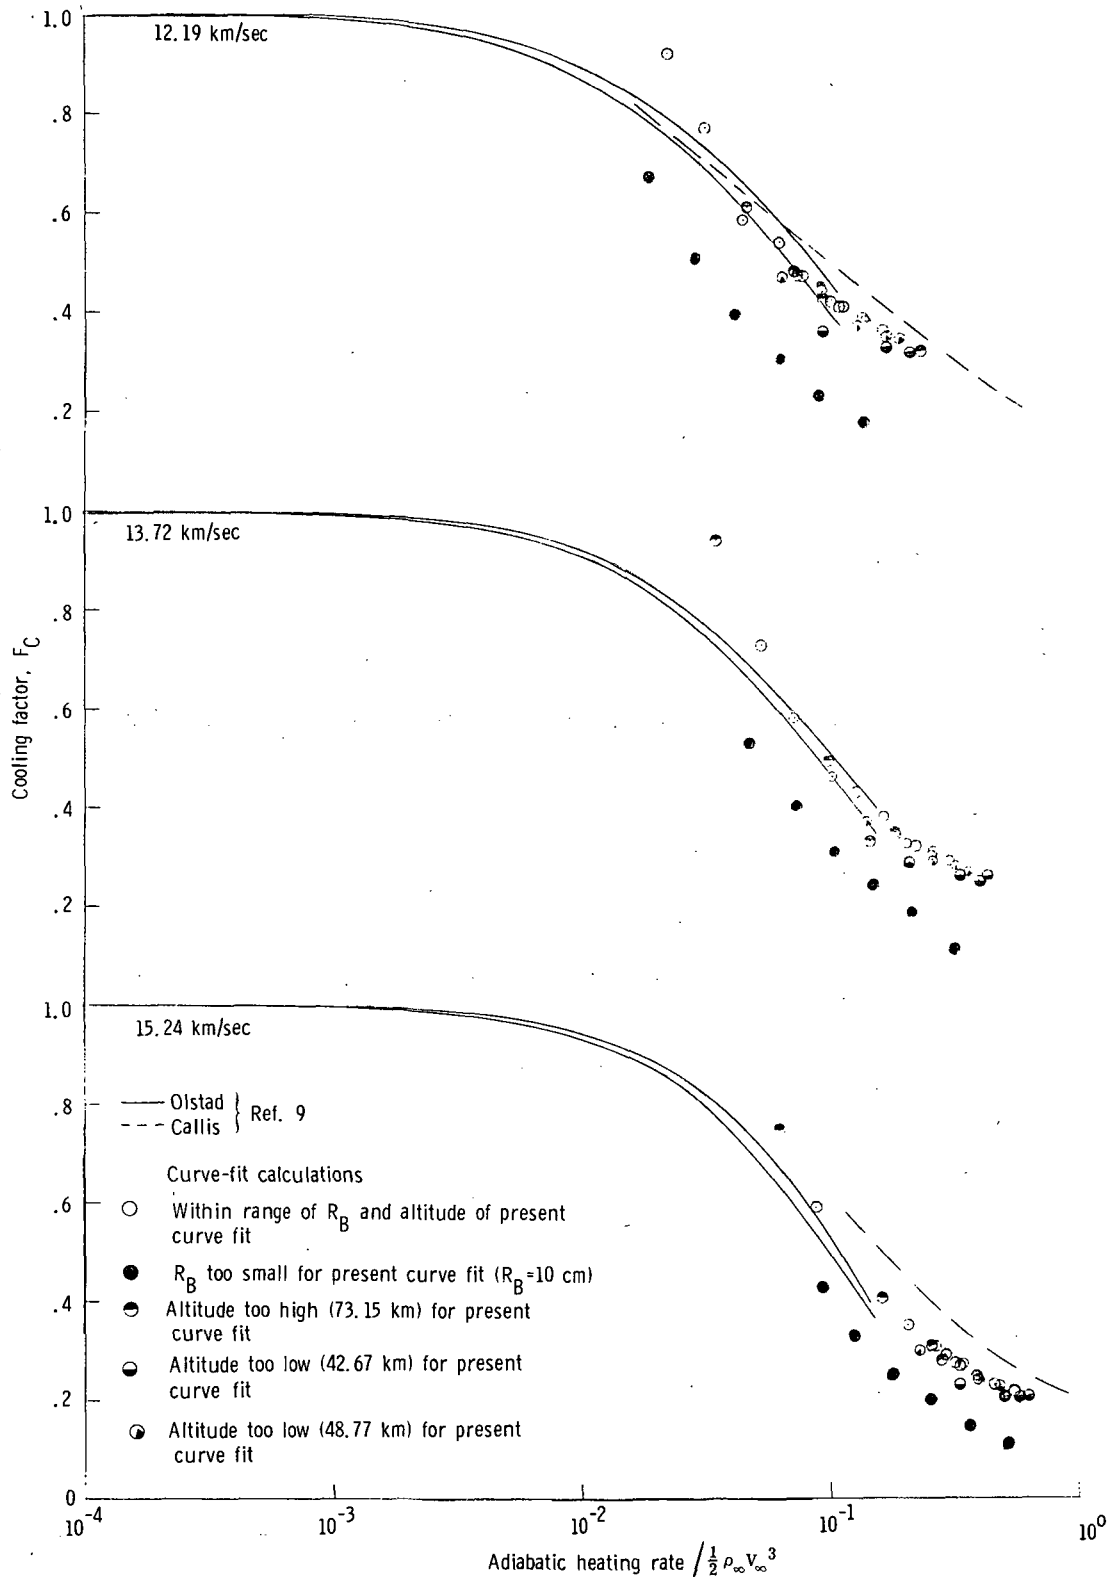 1.0
12.19 km/sec
.8
.6
.4
.2
1.0
13.72 km/sec
.8
.6
.4
.2
1.0
15.24 km/sec
.8
.6
.4
.2
0
Cooling factor, F_C
Olstad
Callis
} Ref. 9
Curve-fit calculations
Within range of R_B and altitude of present
curve fit
R_B too small for present curve fit (R_B=10 cm)
Altitude too high (73.15 km) for present
curve fit
Altitude too low (42.67 km) for present
curve fit
Altitude too low (48.77 km) for present
curve fit
10⁻⁴ 10⁻³ 10⁻² 10⁻¹ 10⁰
Adiabatic heating rate / ½ ρ∞ V∞³